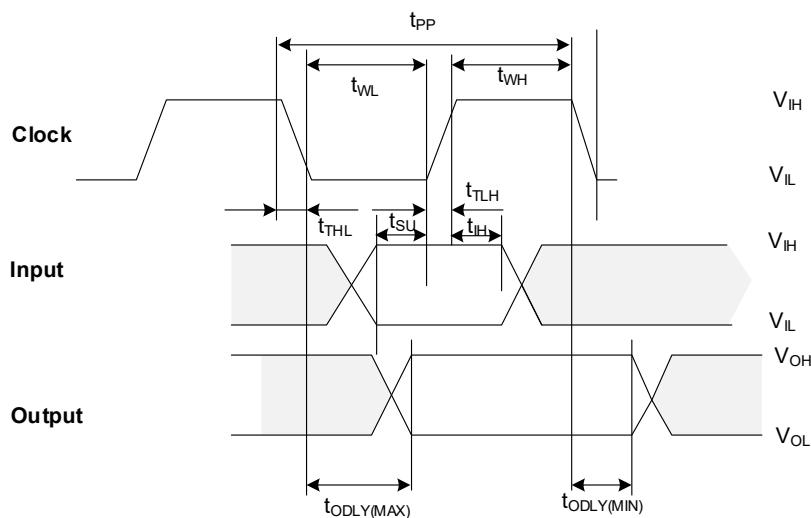 tPP
tWL
tWH
VIH
Clock
VIL
tTLH
tTHL
tSU
tIH
VIH
Input
VIL
VOH
Output
VOL
tODLY(MAX)
tODLY(MIN)